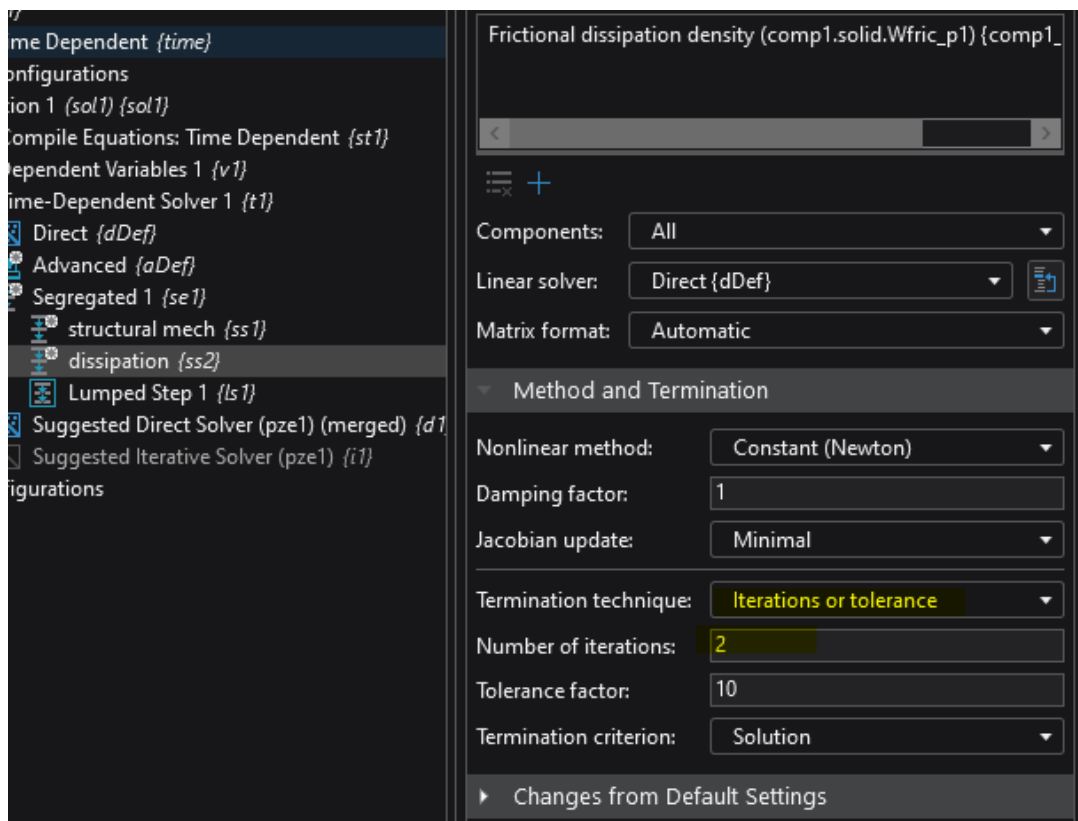 ime Dependent {time}
onfigurations
tion 1 (sol1) {sol1}
Compile Equations: Time Dependent {st1}
Dependent Variables 1 {v1}
ime-Dependent Solver 1 {t1}
Direct {dDef}
Advanced {aDef}
Segregated 1 {se1}
structural mech {ss1}
dissipation {ss2}
Lumped Step 1 {ls1}
Suggested Direct Solver (pze1) (merged) {d1
Suggested Iterative Solver (pze1) {i1}
figurations
Frictional dissipation density (comp1.solid.Wfric_p1) {comp1_
Components: All
Linear solver: Direct {dDef}
Matrix format: Automatic
Method and Termination
Nonlinear method: Constant (Newton)
Damping factor: 1
Jacobian update: Minimal
Termination technique: Iterations or tolerance
Number of iterations: 2
Tolerance factor: 10
Termination criterion: Solution
Changes from Default Settings